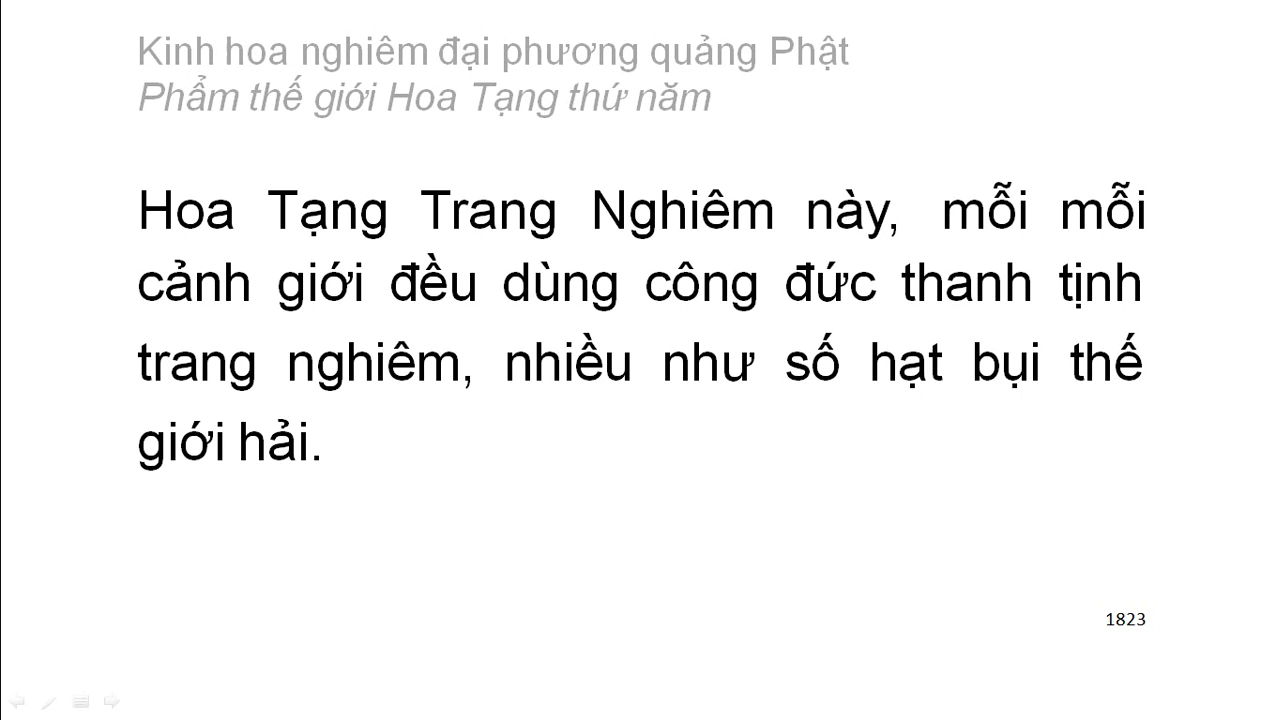 Kinh hoa nghiêm đại phương quảng Phật
Phẩm thế giới Hoa Tạng thứ năm
Hoa Tạng Trang Nghiêm này, mỗi mỗi
cảnh giới đều dùng công đức thanh tịnh
trang nghiêm, nhiều như số hạt bụi thế
giới hải.
1823